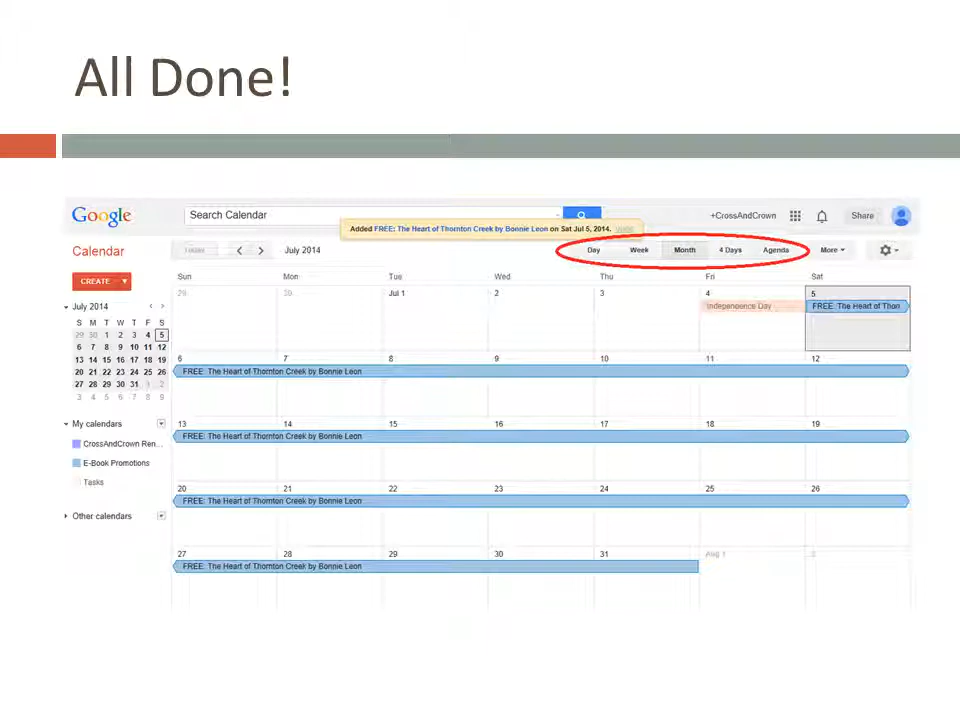 All Done!
Google
Search Calendar
+CrossAndCrown
Share
Added FREE: The Heart of Thornton Creek by Bonnie Leon on Sat Jul 5, 2014.
Calendar
July 2014
Day Week Month 4 Days Agenda
More
CREATE
Sun Mon Tue Wed Thu Fri Sat
29 30 Jul 1 2 3 4 5
Independence Day
FREE: The Heart of Thon
July 2014
S M T W T F S
29 30 1 2 3 4 5
6 7 8 9 10 11 12
13 14 15 16 17 18 19
20 21 22 23 24 25 26
27 28 29 30 31 1 2
3 4 5 6 7 8 9
6 7 8 9 10 11 12
FREE: The Heart of Thornton Creek by Bonnie Leon
My calendars
CrossAndCrown Ren...
E-Book Promotions
Tasks
Other calendars
13 14 15 16 17 18 19
FREE: The Heart of Thornton Creek by Bonnie Leon
20 21 22 23 24 25 26
FREE: The Heart of Thornton Creek by Bonnie Leon
27 28 29 30 31 Aug 1 2
FREE: The Heart of Thornton Creek by Bonnie Leon